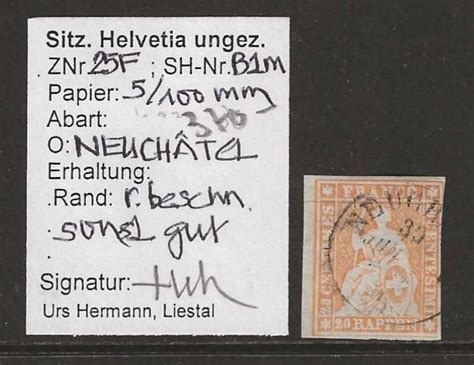 Sitz. Helvetia ungez.
ZNr.25F ; SH-Nr.B1m
Papier: 5/100 mm
Abart:
370
O: NEUCHÂTEL
Erhaltung:
.Rand: r. beschn.
. sonst gut
Signatur:
Urs Hermann, Liestal
FRANCO
20 RAPPEN